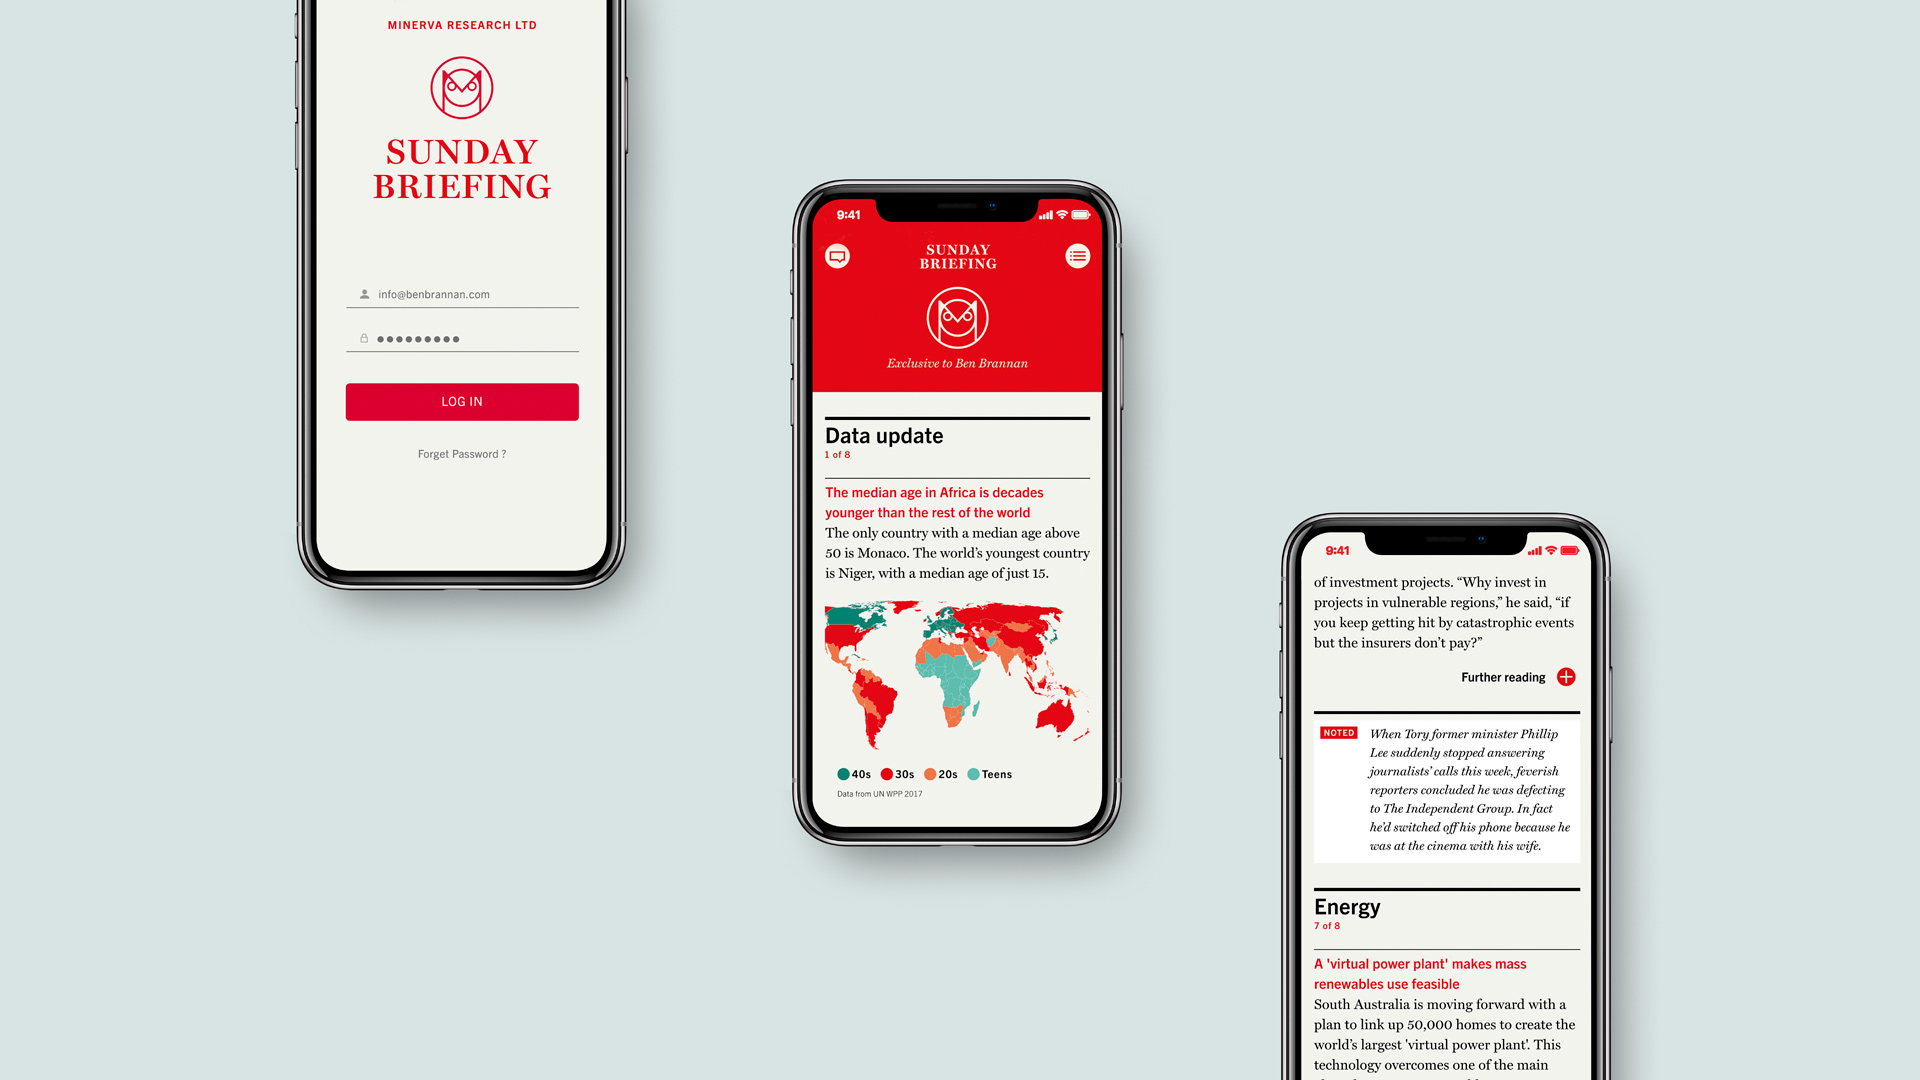 MINERVA RESEARCH LTD
SUNDAY
BRIEFING
info@benbrannan.com
LOG IN
Forget Password ?
9:41
SUNDAY
BRIEFING
Exclusive to Ben Brannan
Data update
1 of 8
The median age in Africa is decades
younger than the rest of the world
The only country with a median age above
50 is Monaco. The world’s youngest country
is Niger, with a median age of just 15.
40s 30s 20s Teens
Data from UN WPP 2017
9:41
of investment projects. “Why invest in
projects in vulnerable regions,” he said, “if
you keep getting hit by catastrophic events
but the insurers don’t pay?”
Further reading
NOTED
When Tory former minister Phillip
Lee suddenly stopped answering
journalists’ calls this week, feverish
reporters concluded he was defecting
to The Independent Group. In fact
he’d switched off his phone because he
was at the cinema with his wife.
Energy
7 of 8
A 'virtual power plant' makes mass
renewables use feasible
South Australia is moving forward with a
plan to link up 50,000 homes to create the
world’s largest 'virtual power plant'. This
technology overcomes one of the main